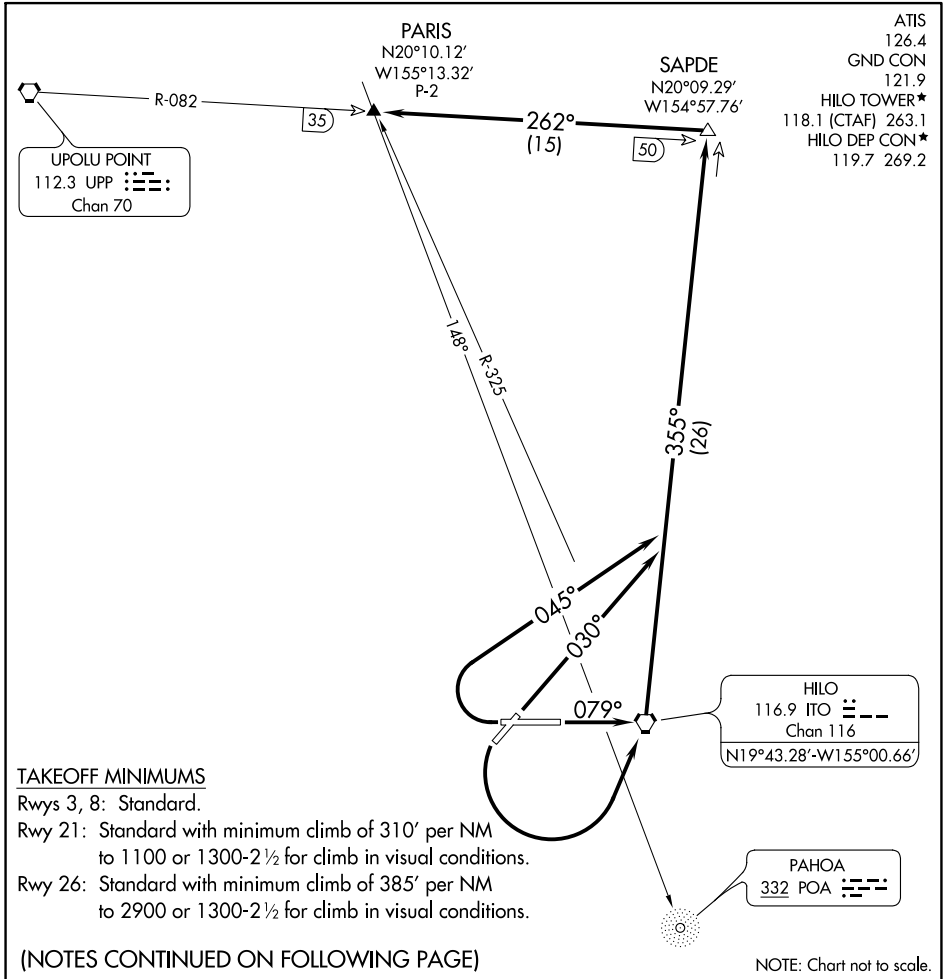 ATIS
126.4
GND CON
121.9
HILO TOWER★
118.1 (CTAF) 263.1
HILO DEP CON★
119.7 269.2
PARIS
N20°10.12'
W155°13.32'
P-2
SAPDE
N20°09.29'
W154°57.76'
R-082
35
262°
(15)
50
UPOLU POINT
112.3 UPP
Chan 70
148°
R-325
355°
(26)
045°
030°
079°
HILO
116.9 ITO
Chan 116
N19°43.28'-W155°00.66'
TAKEOFF MINIMUMS
Rwys 3, 8: Standard.
Rwy 21: Standard with minimum climb of 310' per NM
to 1100 or 1300-2½ for climb in visual conditions.
Rwy 26: Standard with minimum climb of 385' per NM
to 2900 or 1300-2½ for climb in visual conditions.
PAHOA
332 POA
(NOTES CONTINUED ON FOLLOWING PAGE)
NOTE: Chart not to scale.